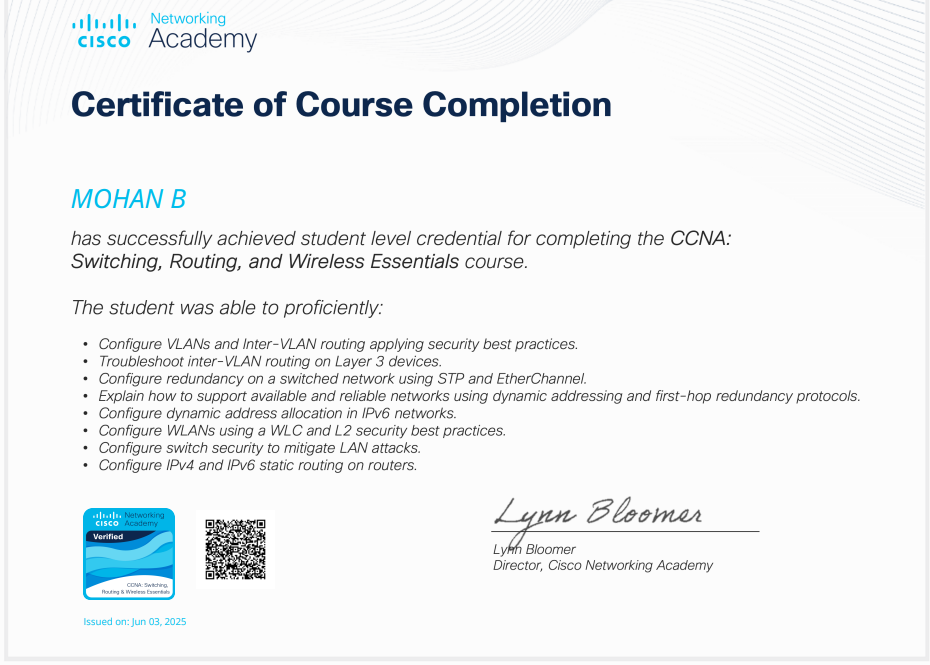 Networking
CISCO Academy
Certificate of Course Completion
MOHAN B
has successfully achieved student level credential for completing the CCNA:
Switching, Routing, and Wireless Essentials course.
The student was able to proficiently:
• Configure VLANs and Inter-VLAN routing applying security best practices.
• Troubleshoot inter-VLAN routing on Layer 3 devices.
• Configure redundancy on a switched network using STP and EtherChannel.
• Explain how to support available and reliable networks using dynamic addressing and first-hop redundancy protocols.
• Configure dynamic address allocation in IPv6 networks.
• Configure WLANs using a WLC and L2 security best practices.
• Configure switch security to mitigate LAN attacks.
• Configure IPv4 and IPv6 static routing on routers.
Networking
CISCO Academy
Verified
CCNA: Switching,
Routing & Wireless Essentials
Lynn Bloomer
Lynn Bloomer
Director, Cisco Networking Academy
Issued on: Jun 03, 2025